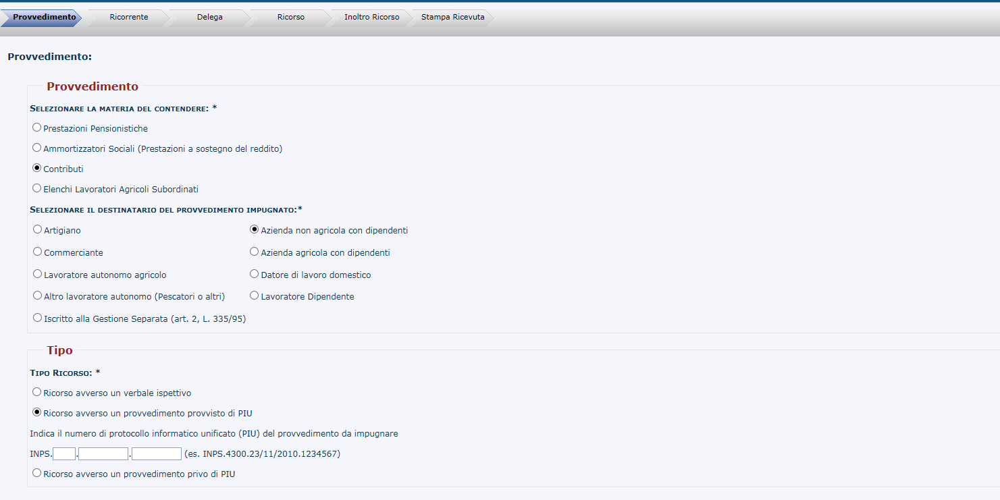 Provvedimento Ricorrente Delega Ricorso Inoltro Ricorso Stampa Ricevuta
Provvedimento:
Provvedimento
Selezionare la materia del contendere: *
Prestazioni Pensionistiche
Ammortizzatori Sociali (Prestazioni a sostegno del reddito)
Contributi
Elenchi Lavoratori Agricoli Subordinati
Selezionare il destinatario del provvedimento impugnato:*
Artigiano Azienda non agricola con dipendenti
Commerciante Azienda agricola con dipendenti
Lavoratore autonomo agricolo Datore di lavoro domestico
Altro lavoratore autonomo (Pescatori o altri) Lavoratore Dipendente
Iscritto alla Gestione Separata (art. 2, L. 335/95)
Tipo
Tipo Ricorso: *
Ricorso avverso un verbale ispettivo
Ricorso avverso un provvedimento provvisto di PIU
Indica il numero di protocollo informatico unificato (PIU) del provvedimento da impugnare
INPS. . . (es. INPS.4300.23/11/2010.1234567)
Ricorso avverso un provvedimento privo di PIU